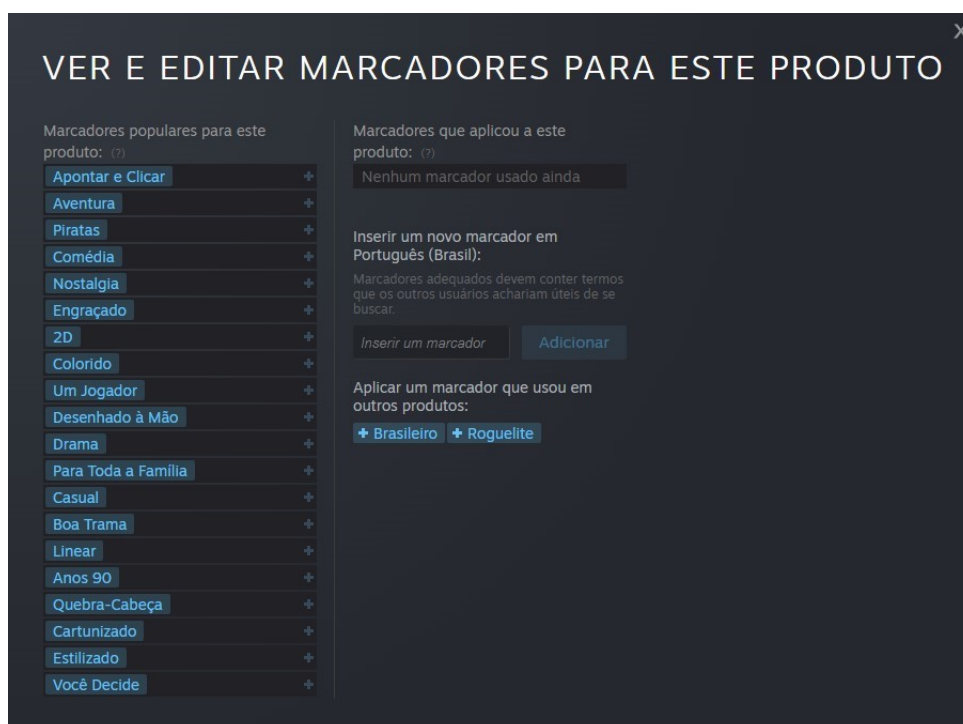 X
VER E EDITAR MARCADORES PARA ESTE PRODUTO
Marcadores populares para este
produto: (?)
Apontar e Clicar +
Aventura +
Piratas +
Comédia +
Nostalgia +
Engraçado +
2D +
Colorido +
Um Jogador +
Desenhado à Mão +
Drama +
Para Toda a Família +
Casual +
Boa Trama +
Linear +
Anos 90 +
Quebra-Cabeça +
Cartunizado +
Estilizado +
Você Decide +
Marcadores que aplicou a este
produto: (?)
Nenhum marcador usado ainda
Inserir um novo marcador em
Português (Brasil):
Marcadores adequados devem conter termos
que os outros usuários achariam úteis de se
buscar.
Inserir um marcador Adicionar
Aplicar um marcador que usou em
outros produtos:
+ Brasileiro + Roguelite